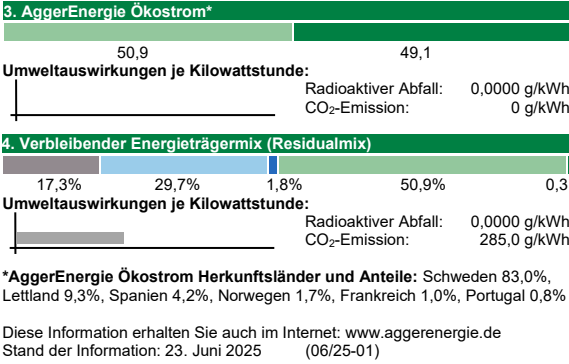 3. AggerEnergie Ökostrom*
50,9 49,1
Umweltauswirkungen je Kilowattstunde:
Radioaktiver Abfall: 0,0000 g/kWh
CO₂-Emission: 0 g/kWh
4. Verbleibender Energieträgermix (Residualmix)
17,3% 29,7% 1,8% 50,9% 0,3
Umweltauswirkungen je Kilowattstunde:
Radioaktiver Abfall: 0,0000 g/kWh
CO₂-Emission: 285,0 g/kWh
*AggerEnergie Ökostrom Herkunftsländer und Anteile: Schweden 83,0%,
Lettland 9,3%, Spanien 4,2%, Norwegen 1,7%, Frankreich 1,0%, Portugal 0,8%
Diese Information erhalten Sie auch im Internet: www.aggerenergie.de
Stand der Information: 23. Juni 2025 (06/25-01)